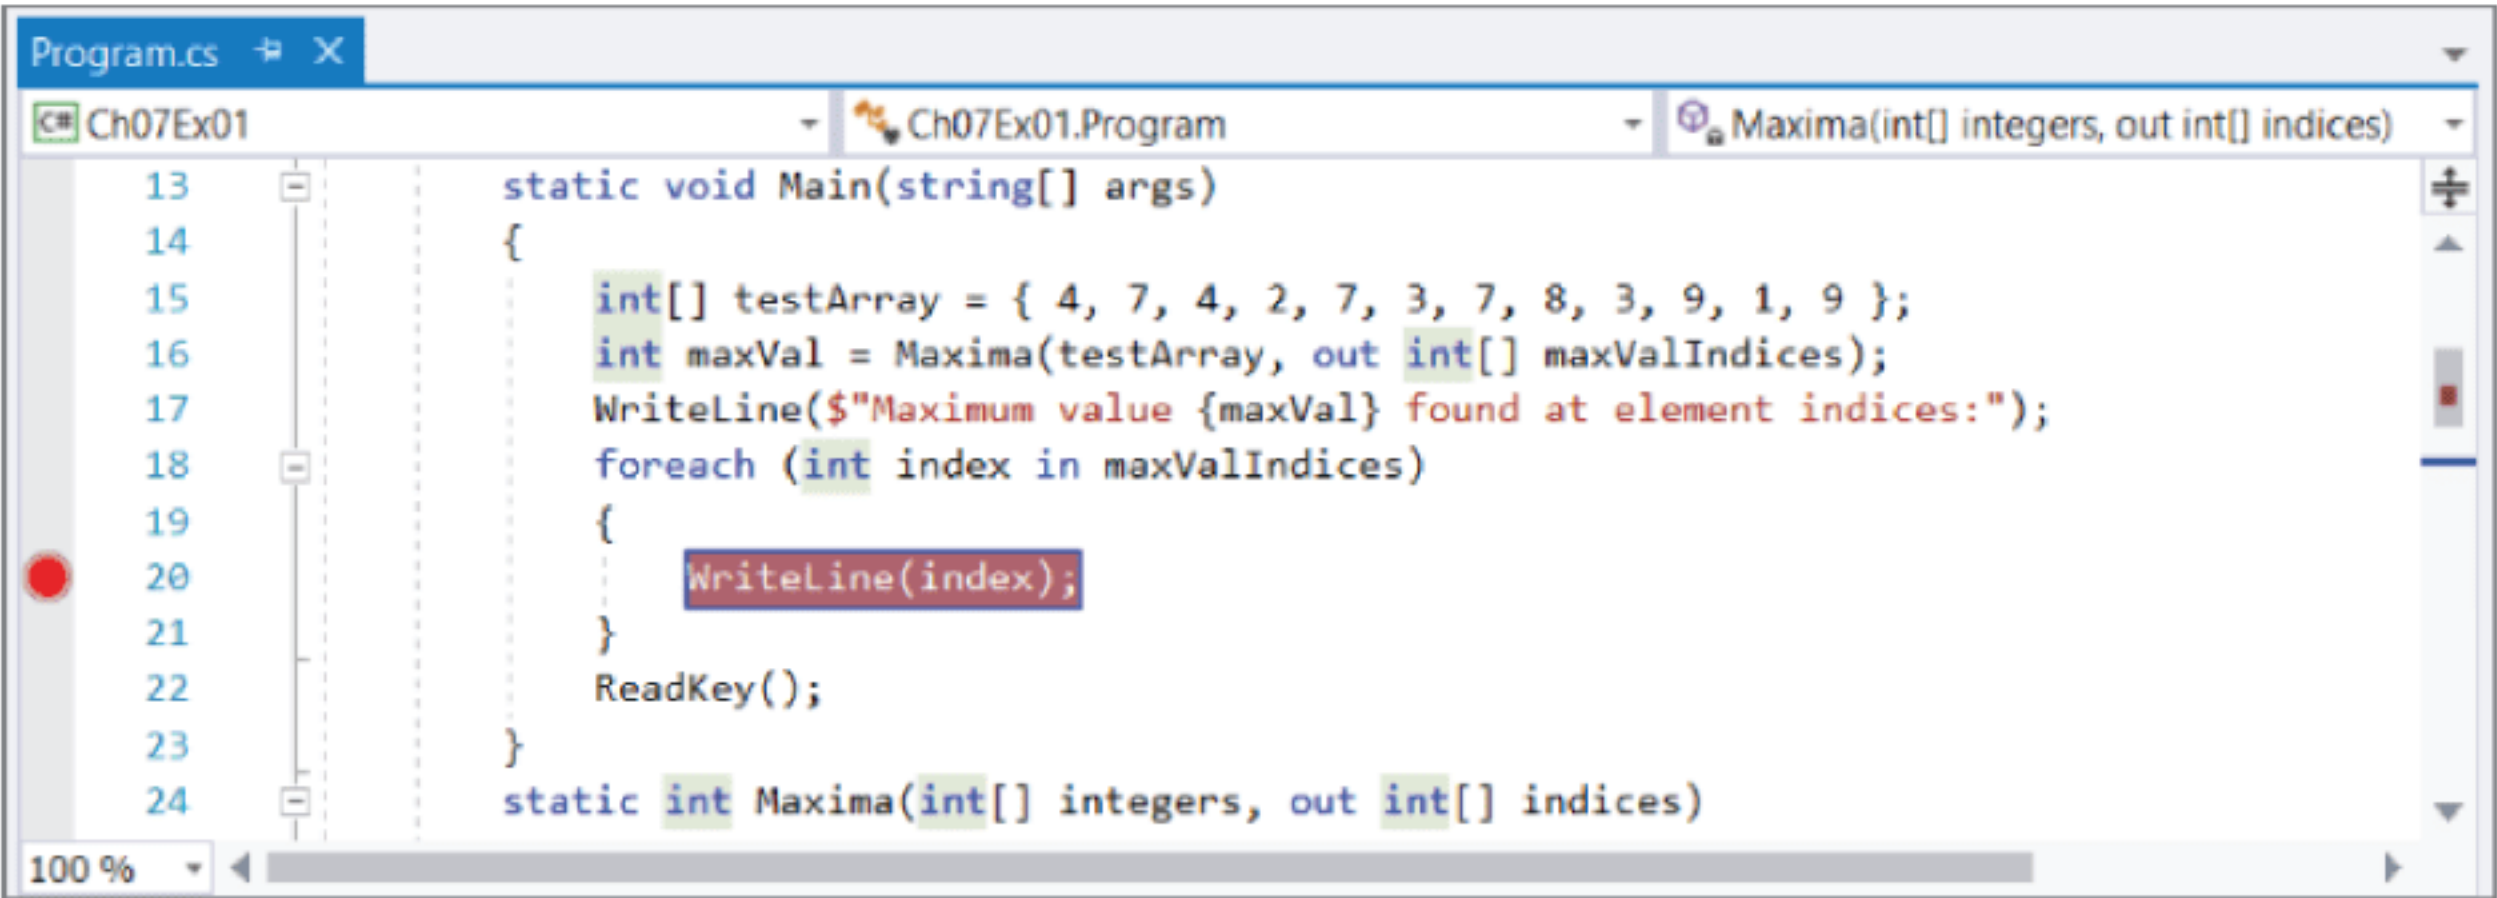 Program.cs
C# Ch07Ex01 Ch07Ex01.Program Maxima(int[] integers, out int[] indices)
13 static void Main(string[] args)
14 {
15 int[] testArray = { 4, 7, 4, 2, 7, 3, 7, 8, 3, 9, 1, 9 };
16 int maxVal = Maxima(testArray, out int[] maxValIndices);
17 WriteLine($"Maximum value {maxVal} found at element indices:");
18 foreach (int index in maxValIndices)
19 {
20 WriteLine(index);
21 }
22 ReadKey();
23 }
24 static int Maxima(int[] integers, out int[] indices)
100 %